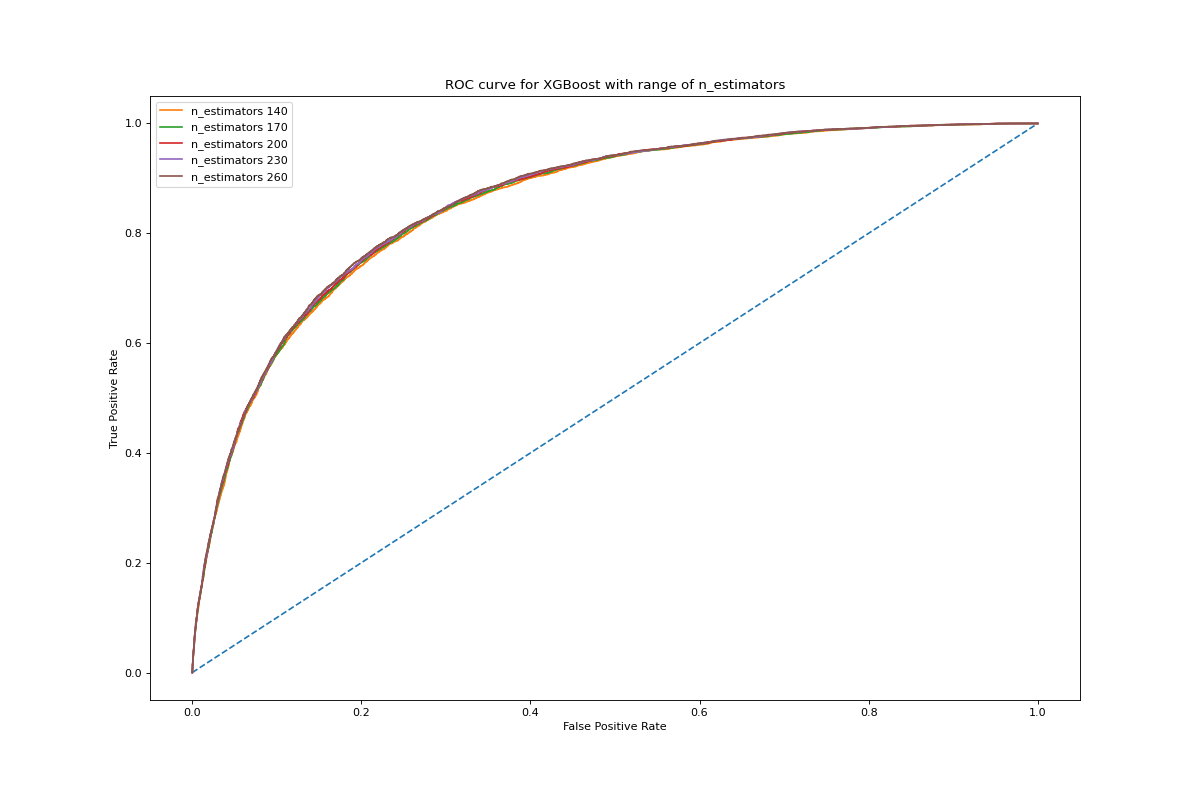 ROC curve for XGBoost with range of n_estimators
n_estimators 140
n_estimators 170
n_estimators 200
n_estimators 230
n_estimators 260
1.0
0.8
0.6
0.4
0.2
0.0
True Positive Rate
0.0 0.2 0.4 0.6 0.8 1.0
False Positive Rate